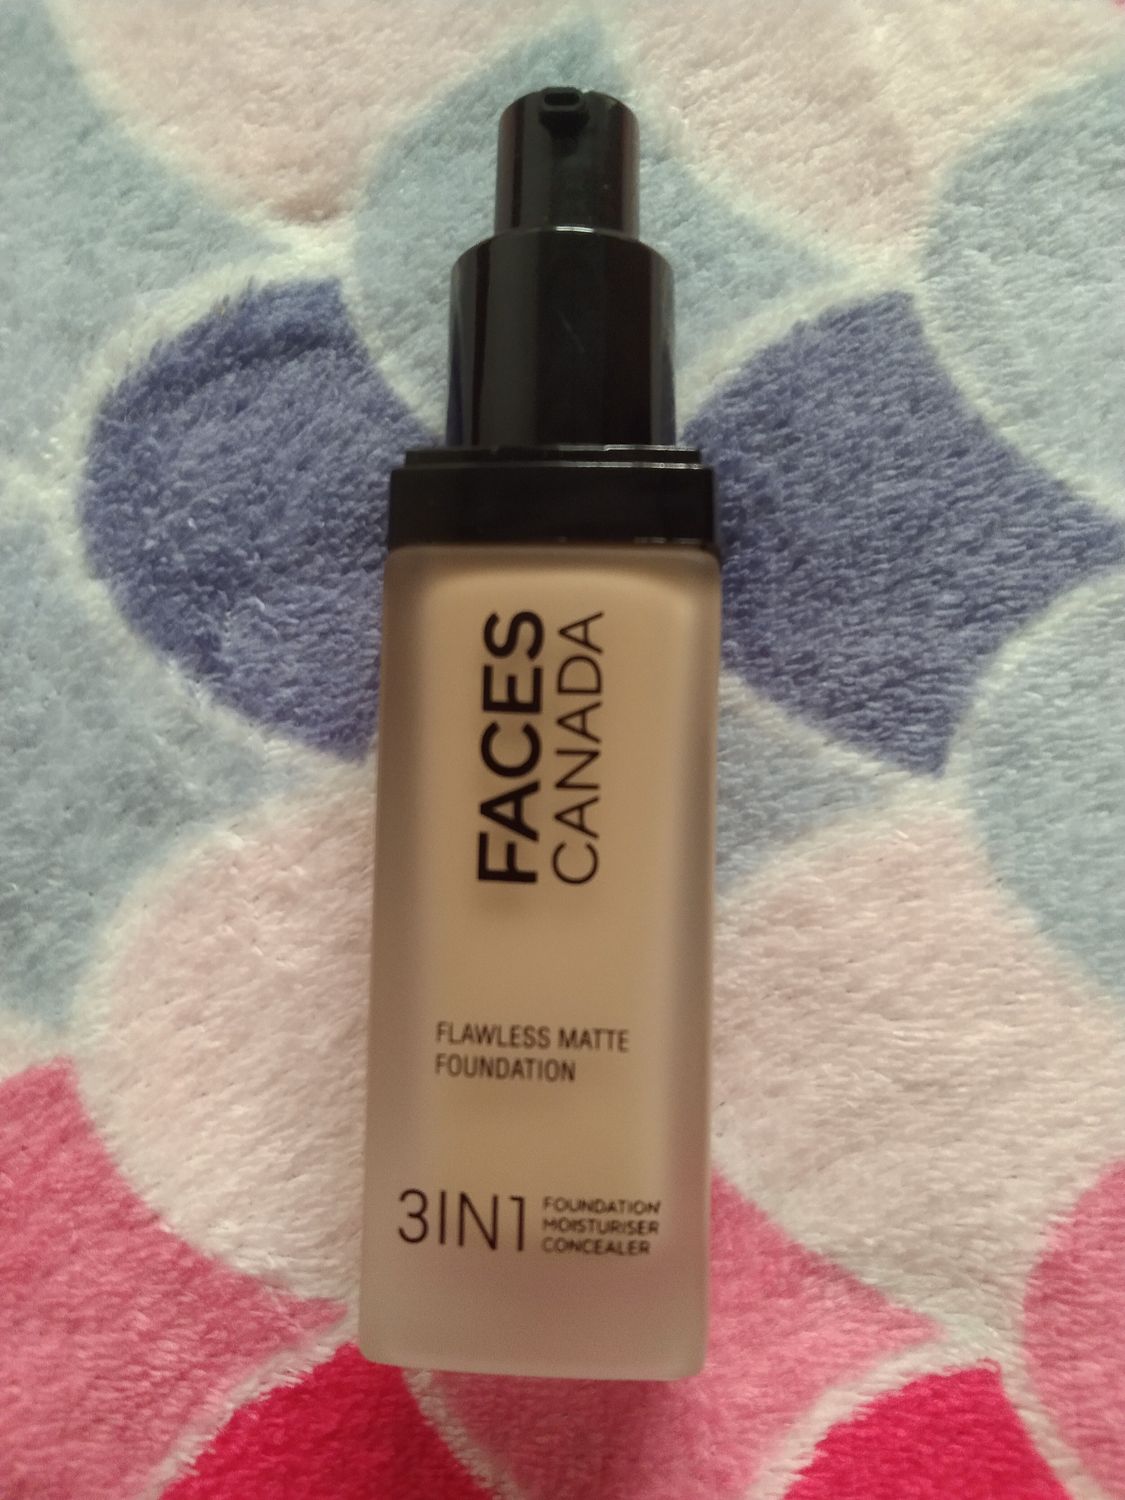 FACES
CANADA
FLAWLESS MATTE
FOUNDATION
3IN1
FOUNDATION
MOISTURISER
CONCEALER